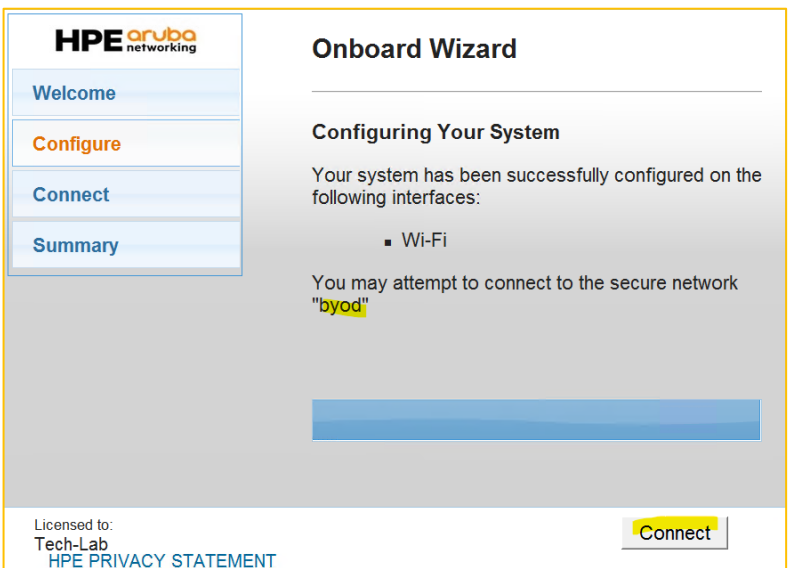 HPE aruba
networking
Welcome
Configure
Connect
Summary
Onboard Wizard
Configuring Your System
Your system has been successfully configured on the
following interfaces:
▪ Wi-Fi
You may attempt to connect to the secure network
"byod"
Licensed to:
Tech-Lab
HPE PRIVACY STATEMENT
Connect